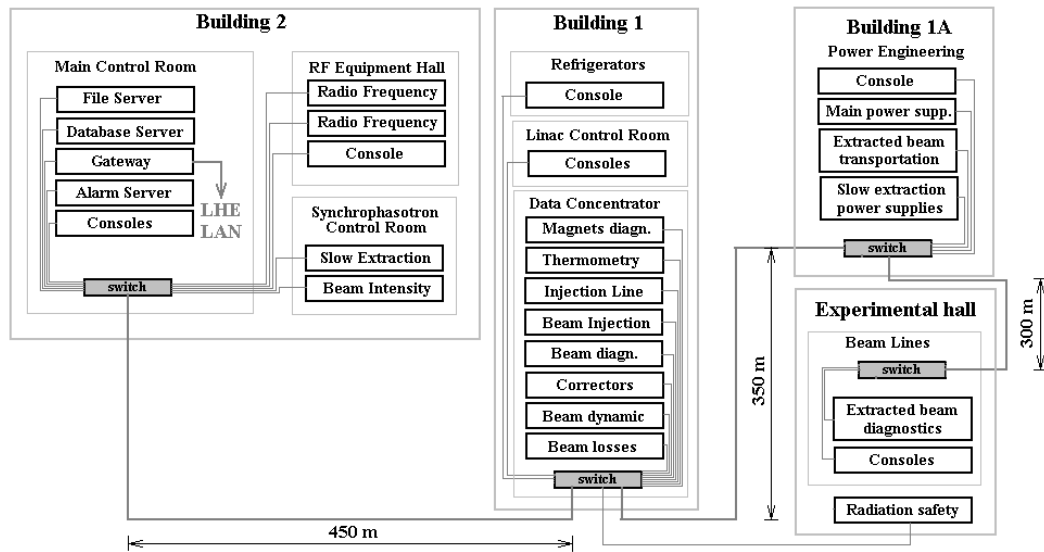 Building 2
Main Control Room
File Server
Database Server
Gateway
Alarm Server
Consoles
LHE
LAN
switch
RF Equipment Hall
Radio Frequency
Radio Frequency
Console
Synchrophasotron
Control Room
Slow Extraction
Beam Intensity
Building 1
Refrigerators
Console
Linac Control Room
Consoles
Data Concentrator
Magnets diagn.
Thermometry
Injection Line
Beam Injection
Beam diagn.
Correctors
Beam dynamic
Beam losses
switch
450 m
350 m
Building 1A
Power Engineering
Console
Main power supp.
Extracted beam
transportation
Slow extraction
power supplies
switch
300 m
Experimental hall
Beam Lines
switch
Extracted beam
diagnostics
Consoles
Radiation safety